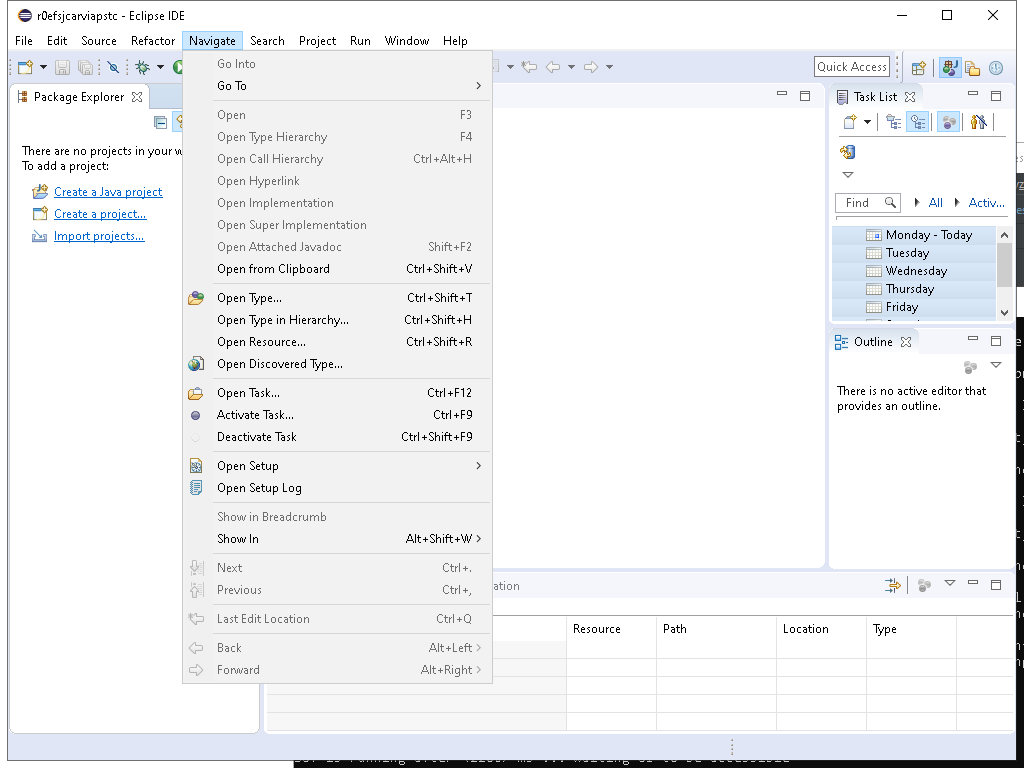 r0efsjcarviapstc - Eclipse IDE
File Edit Source Refactor Navigate Search Project Run Window Help
Quick Access
Package Explorer
There are no projects in your w
To add a project:
Create a Java project
Create a project...
Import projects...
Go Into
Go To
Open F3
Open Type Hierarchy F4
Open Call Hierarchy Ctrl+Alt+H
Open Hyperlink
Open Implementation
Open Super Implementation
Open Attached Javadoc Shift+F2
Open from Clipboard Ctrl+Shift+V
Open Type... Ctrl+Shift+T
Open Type in Hierarchy... Ctrl+Shift+H
Open Resource... Ctrl+Shift+R
Open Discovered Type...
Open Task... Ctrl+F12
Activate Task... Ctrl+F9
Deactivate Task Ctrl+Shift+F9
Open Setup
Open Setup Log
Show in Breadcrumb
Show In Alt+Shift+W
Next Ctrl+.
Previous Ctrl+,
Last Edit Location Ctrl+Q
Back Alt+Left
Forward Alt+Right
Task List
Find All Activ...
Monday - Today
Tuesday
Wednesday
Thursday
Friday
Outline
There is no active editor that
provides an outline.
ation
Resource Path Location Type